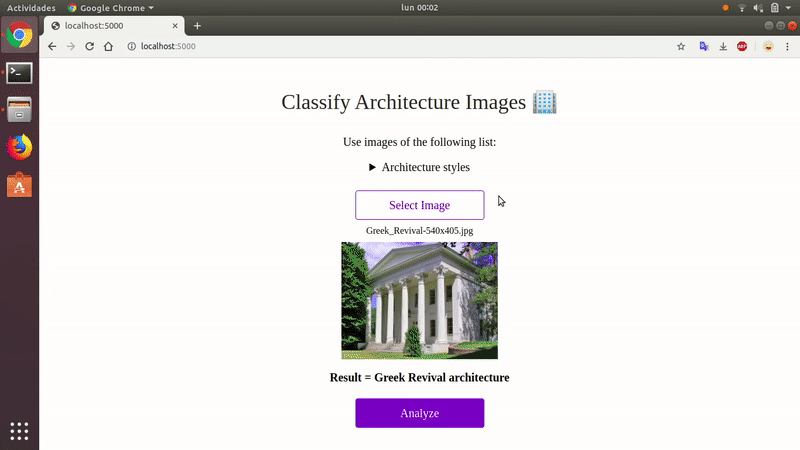 Actividades
Google Chrome
lun 00:02
localhost:5000
localhost:5000
ABP
Classify Architecture Images
Use images of the following list:
Architecture styles
Select Image
Greek_Revival-540x405.jpg
Result = Greek Revival architecture
Analyze